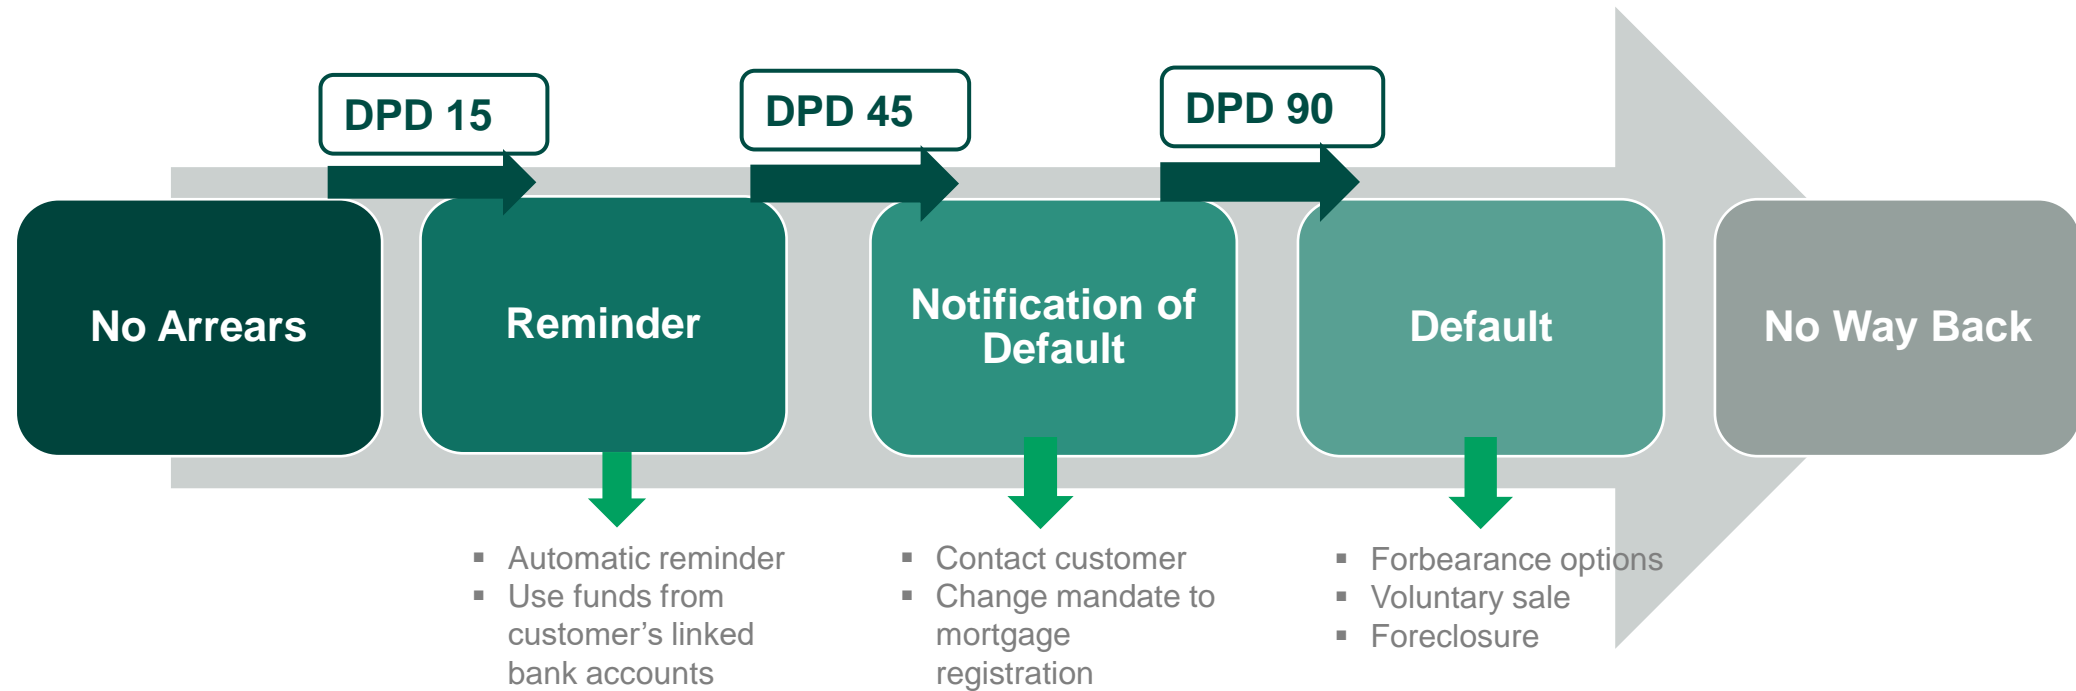 DPD 15
DPD 45
DPD 90
No Arrears
Reminder
Notification of
Default
Default
No Way Back
▪ Automatic reminder
▪ Use funds from
customer’s linked
bank accounts
▪ Contact customer
▪ Change mandate to
mortgage
registration
▪ Forbearance options
▪ Voluntary sale
▪ Foreclosure